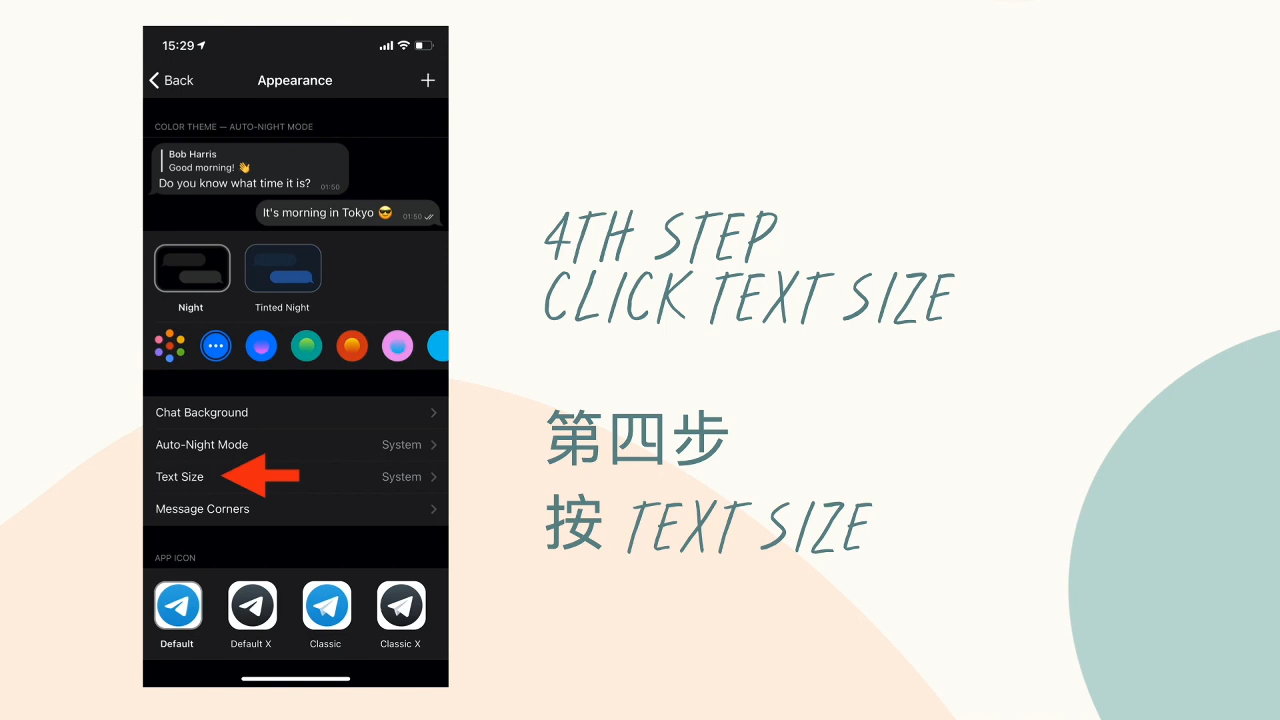 15:29
Back
Appearance
COLOR THEME — AUTO-NIGHT MODE
Bob Harris
Good morning! 👋
Do you know what time it is? 01:50
It's morning in Tokyo 😎 01:50
Night
Tinted Night
Chat Background
Auto-Night Mode System
Text Size System
Message Corners
APP ICON
Default
Default X
Classic
Classic X
4TH STEP
CLICK TEXT SIZE
第四步
按 TEXT SIZE